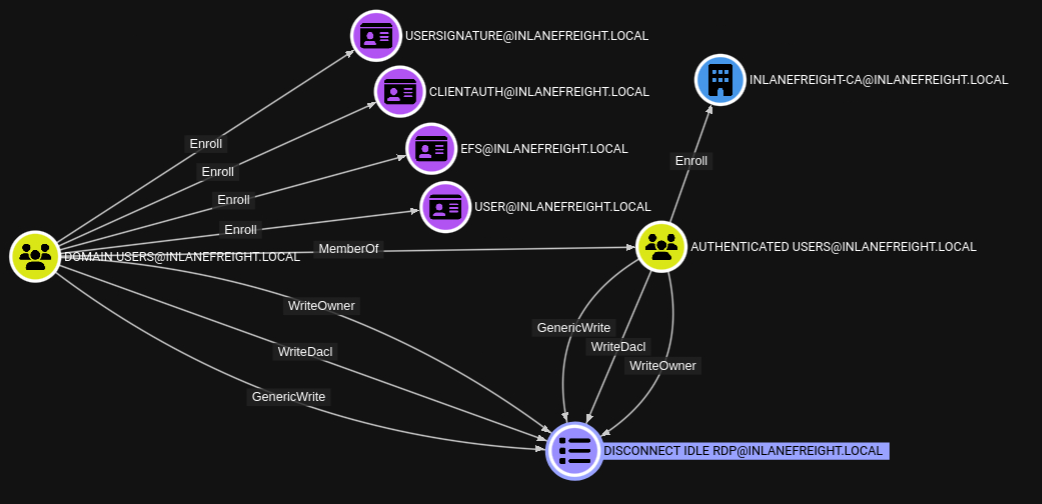 USERSIGNATURE@INLANEFREIGHT.LOCAL
INLANEFREIGHT-CA@INLANEFREIGHT.LOCAL
CLIENTAUTH@INLANEFREIGHT.LOCAL
Enroll
EFS@INLANEFREIGHT.LOCAL
Enroll
Enroll
Enroll
USER@INLANEFREIGHT.LOCAL
Enroll
MemberOf
AUTHENTICATED USERS@INLANEFREIGHT.LOCAL
DOMAIN USERS@INLANEFREIGHT.LOCAL
WriteOwner
GenericWrite
WriteDacl
WriteDacl
WriteOwner
GenericWrite
DISCONNECT IDLE RDP@INLANEFREIGHT.LOCAL